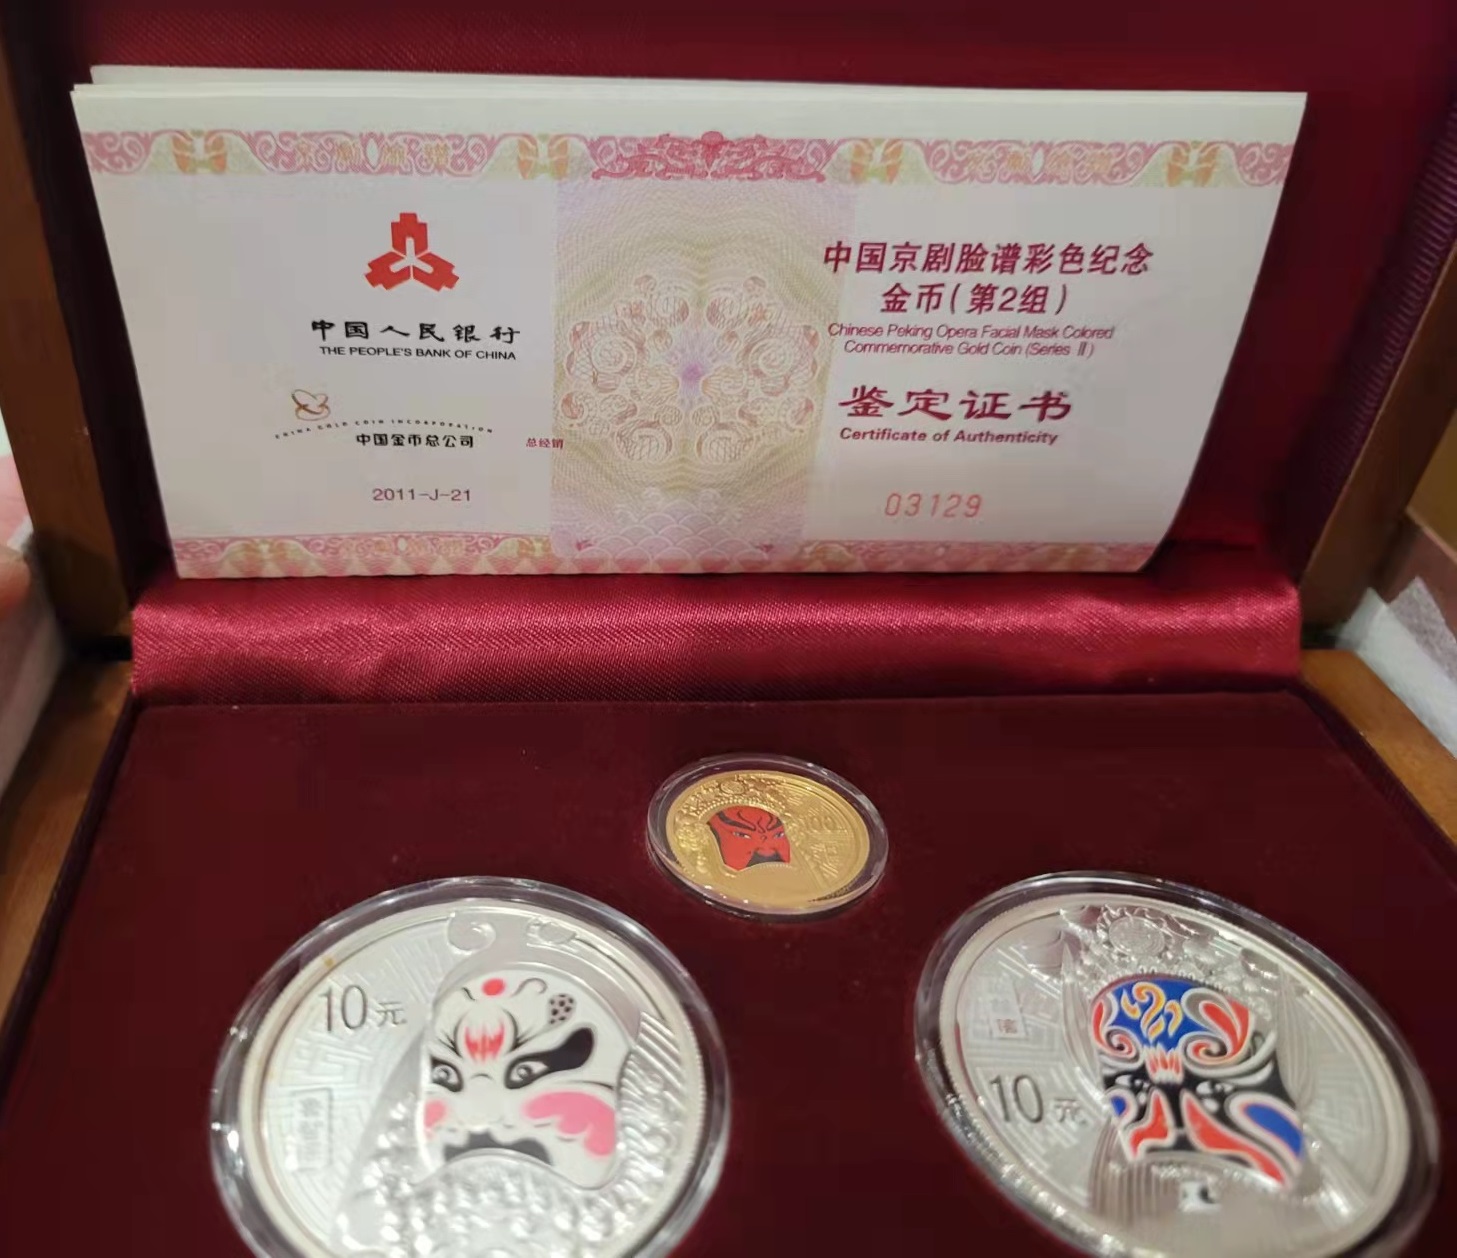 中国人民银行
THE PEOPLE'S BANK OF CHINA
CHINA GOLD COIN INCORPORATION
中国金币总公司
总经销
2011-J-21
中国京剧脸谱彩色纪念
金币(第2组)
Chinese Peking Opera Facial Mask Colored
Commemorative Gold Coin (Series Ⅱ)
鉴定证书
Certificate of Authenticity
03129
10元
10元